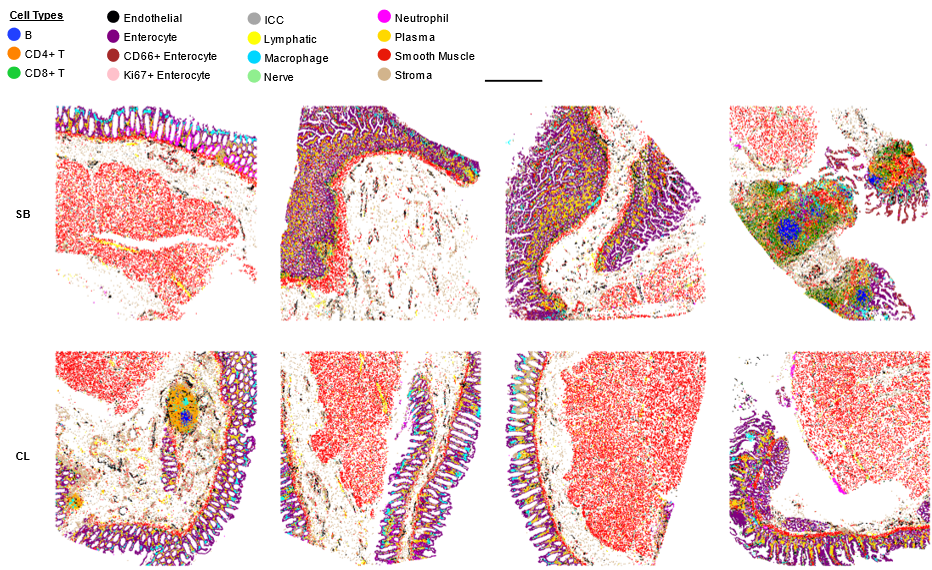 Cell Types
B
CD4+ T
CD8+ T
Endothelial
Enterocyte
CD66+ Enterocyte
Ki67+ Enterocyte
ICC
Lymphatic
Macrophage
Nerve
Neutrophil
Plasma
Smooth Muscle
Stroma
SB
CL